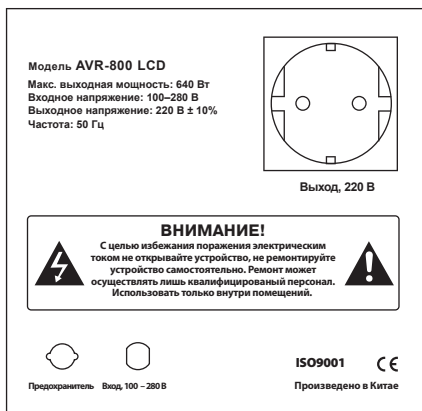 Модель AVR-800 LCD
Макс. выходная мощность: 640 Вт
Входное напряжение: 100–280 В
Выходное напряжение: 220 В ± 10%
Частота: 50 Гц
Выход, 220 В
ВНИМАНИЕ!
С целью избежания поражения электрическим
током не открывайте устройство, не ремонтируйте
устройство самостоятельно. Ремонт может
осуществлять лишь квалифицированый персонал.
Использовать только внутри помещений.
Предохранитель
Вход, 100 – 280 В
ISO9001 CE
Произведено в Китае